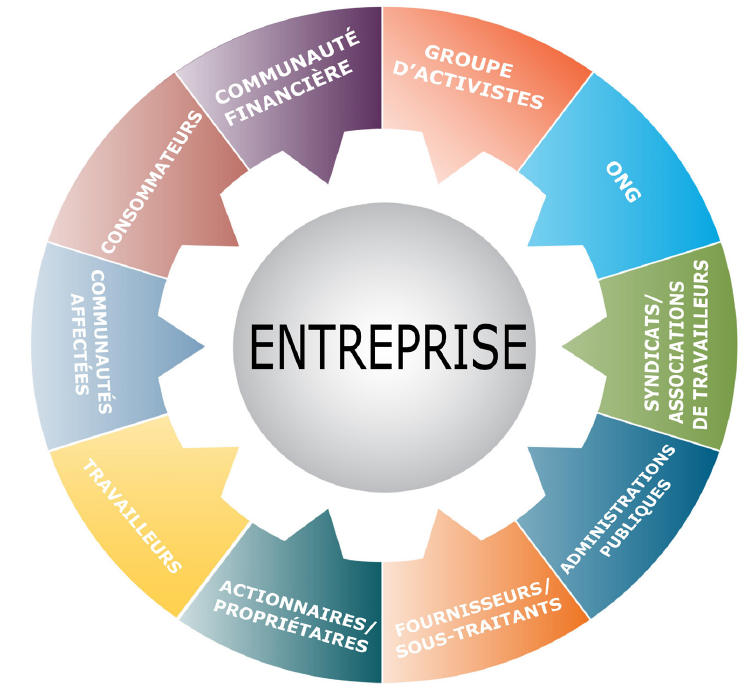 COMMUNAUTÉ
FINANCIÈRE
GROUPE
D'ACTIVISTES
ONG
SYNDICATS/
ASSOCIATIONS
DE TRAVAILLEURS
ADMINISTRATIONS
PUBLIQUES
FOURNISSEURS/
SOUS-TRAITANTS
ACTIONNAIRES/
PROPRIÉTAIRES
TRAVAILLEURS
COMMUNAUTÉS
AFFECTÉES
CONSOMMATEURS
ENTREPRISE